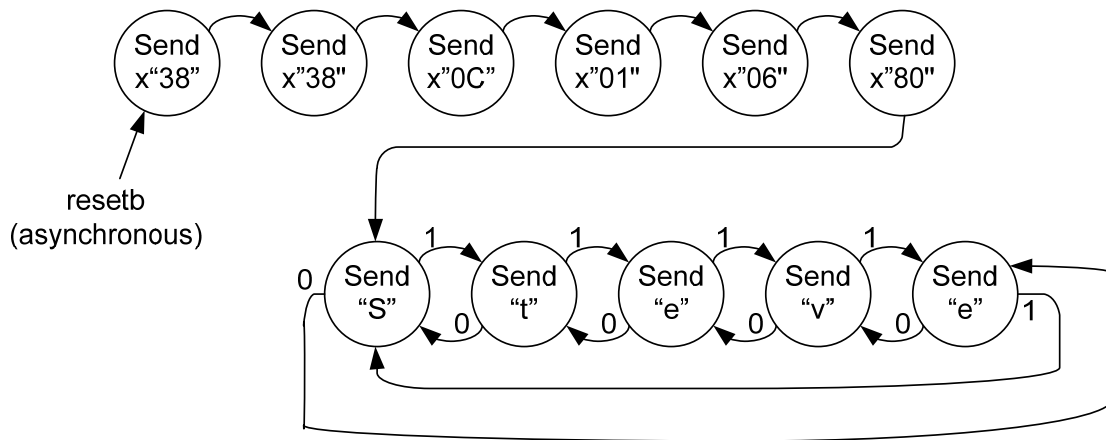 Send
x“38”
Send
x”38"
Send
x”0C”
Send
x”01"
Send
x”06"
Send
x”80"
resetb
(asynchronous)
1
1
1
1
0
Send
“S”
Send
“t”
Send
“e”
Send
“v”
Send
“e”
1
0
0
0
0